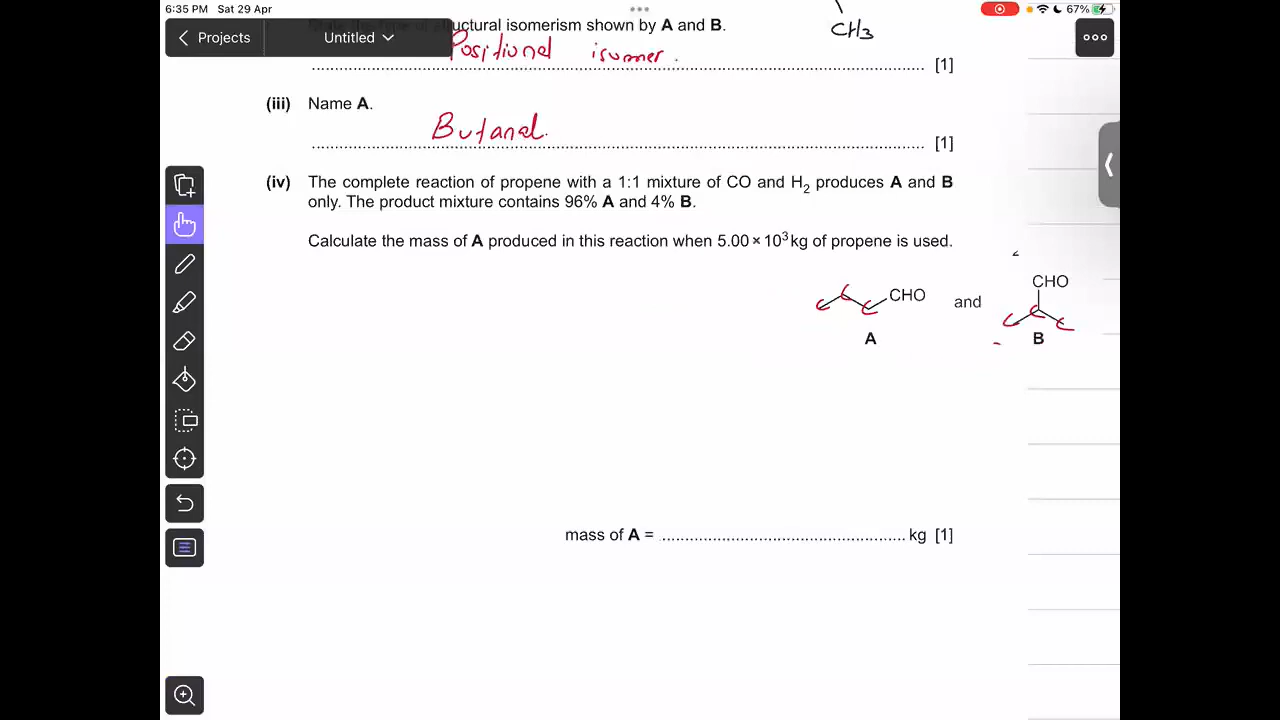 6:35 PM Sat 29 Apr
67%
Projects
Untitled
structural isomerism shown by A and B.
CH3
Positional isomer.
[1]
(iii) Name A.
Butanal.
[1]
(iv) The complete reaction of propene with a 1:1 mixture of CO and H2 produces A and B
only. The product mixture contains 96% A and 4% B.
Calculate the mass of A produced in this reaction when 5.00 × 10³ kg of propene is used.
C C C CHO and CHO C C C
A B
mass of A = .................................................. kg [1]